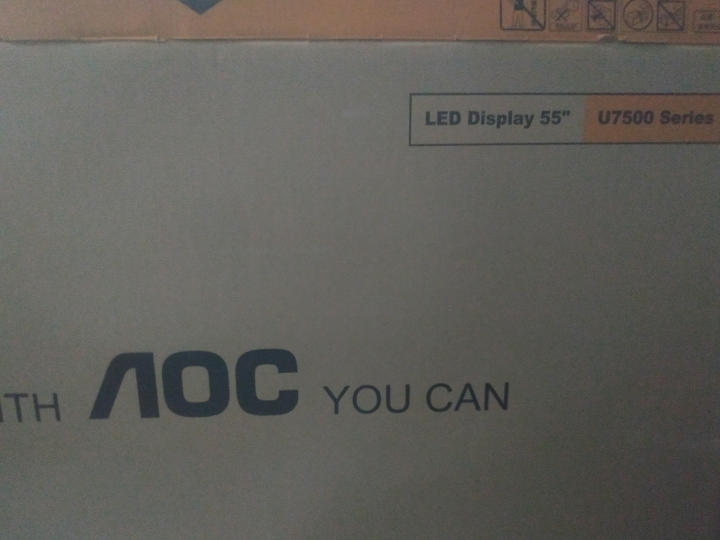 LED Display 55" U7500 Series
ITH AOC YOU CAN